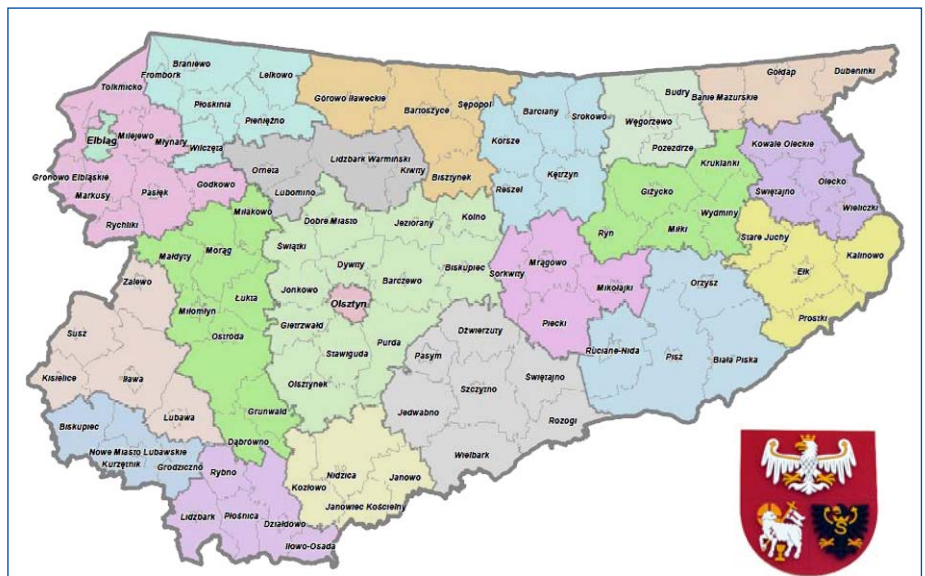 Braniewo
Lelkowo
Frombork
Tolkmicko
Płoskinia
Pieniężno
Górowo Iławeckie
Bartoszyce
Sępopol
Barciany
Srokowo
Korsze
Budry
Banie Mazurskie
Gołdap
Dubeninki
Węgorzewo
Pozezdrze
Elbląg
Milejewo
Młynary
Wilczęta
Orneta
Lidzbark Warmiński
Kiwity
Lubomino
Bisztynek
Reszel
Kętrzyn
Kruklanki
Giżycko
Wydminy
Ryn
Miłki
Kowale Oleckie
Świętajno
Olecko
Wieliczki
Gronowo Elbląskie
Markusy
Pasłęk
Godkowo
Rychliki
Miłakowo
Małdyty
Morąg
Dobre Miasto
Jeziorany
Kolno
Świątki
Dywity
Barczewo
Biskupiec
Sorkwity
Mrągowo
Mikołajki
Piecki
Orzysz
Stare Juchy
Ełk
Kalinowo
Prostki
Zalewo
Łukta
Miłomłyn
Ostróda
Jonkowo
Olsztyn
Gietrzwałd
Stawiguda
Purda
Olsztynek
Dźwierzuty
Pasym
Szczytno
Świętajno
Jedwabno
Rozogi
Wielbark
Ruciane-Nida
Pisz
Biała Piska
Susz
Kisielice
Iława
Lubawa
Grunwald
Dąbrówno
Biskupiec
Nowe Miasto Lubawskie
Kurzętnik
Grodziczno
Rybno
Lidzbark
Płośnica
Działdowo
Iłowo-Osada
Kozłowo
Nidzica
Janowo
Janowiec Kościelny